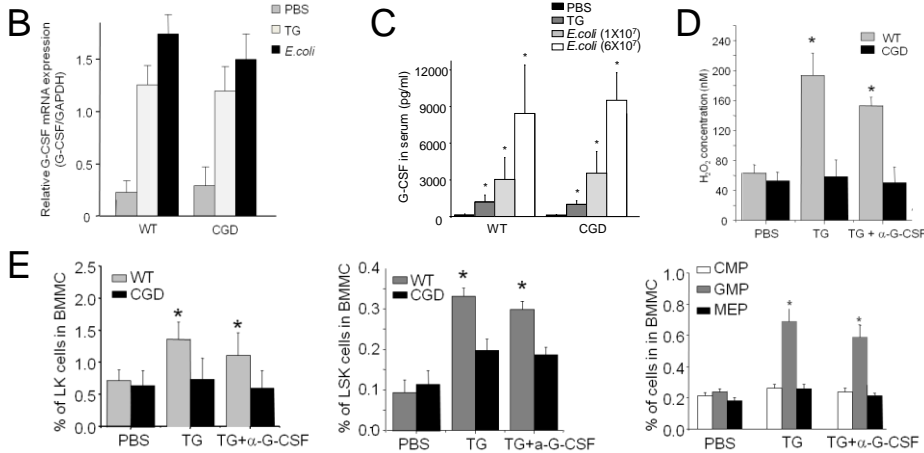 B
PBS
TG
E.coli
Relative G-CSF mRNA expression
(G-CSF/GAPDH)
1.5
1.0
0.5
0
WT
CGD
C
PBS
TG
E.coli (1X10⁷)
E.coli (6X10⁷)
G-CSF in serum (pg/ml)
12000
9000
6000
3000
0
* * *
* * *
WT
CGD
D
WT
CGD
H₂O₂ concentration (nM)
240
200
160
120
80
40
0
*
*
PBS
TG
TG + α-G-CSF
E
WT
CGD
% of LK cells in BMMC
2.5
2.0
1.5
1.0
0.5
0.0
*
*
PBS
TG
TG+α-G-CSF
WT
CGD
% of LSK cells in BMMC
0.4
0.3
0.2
0.1
0
*
*
PBS
TG
TG+a-G-CSF
CMP
GMP
MEP
% of cells in in BMMC
1.0
0.8
0.6
0.4
0.2
0.0
*
*
PBS
TG
TG+α-G-CSF